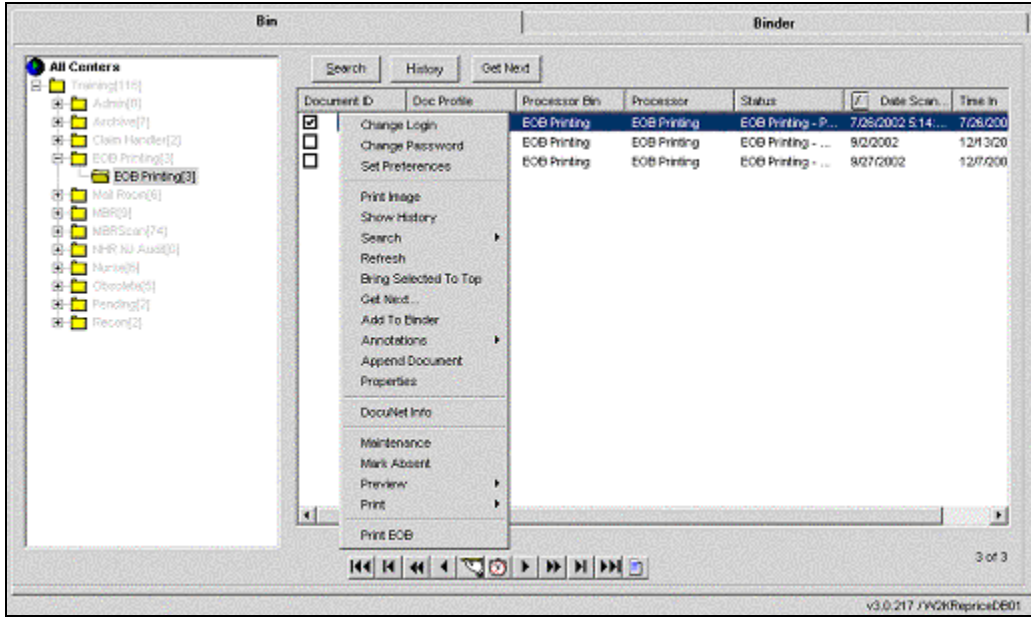 Bin Binder
All Centers
Training[116]
Admin[0]
Archive[7]
Claim Handler[2]
EOB Printing[3]
EOB Printing[3]
Mail Room[6]
MBR[9]
MBRScan[74]
NHR NJ Audit[0]
Nurse[6]
Obsolete[5]
Pending[2]
Recon[2]
Search History Get Next
Document ID Doc Profile Processor Bin Processor Status Date Scan... Time In
EOB Printing EOB Printing EOB Printing - P... 7/26/2002 5:14:... 7/26/200
EOB Printing EOB Printing EOB Printing - ... 9/2/2002 12/13/20
EOB Printing EOB Printing EOB Printing - ... 9/27/2002 12/7/200
Change Login
Change Password
Set Preferences
Print Image
Show History
Search
Refresh
Bring Selected To Top
Get Next...
Add To Binder
Annotations
Append Document
Properties
DocuNet Info
Maintenance
Mark Absent
Preview
Print
Print EOB
3 of 3
v3.0.217 /W2KRepriceDB01